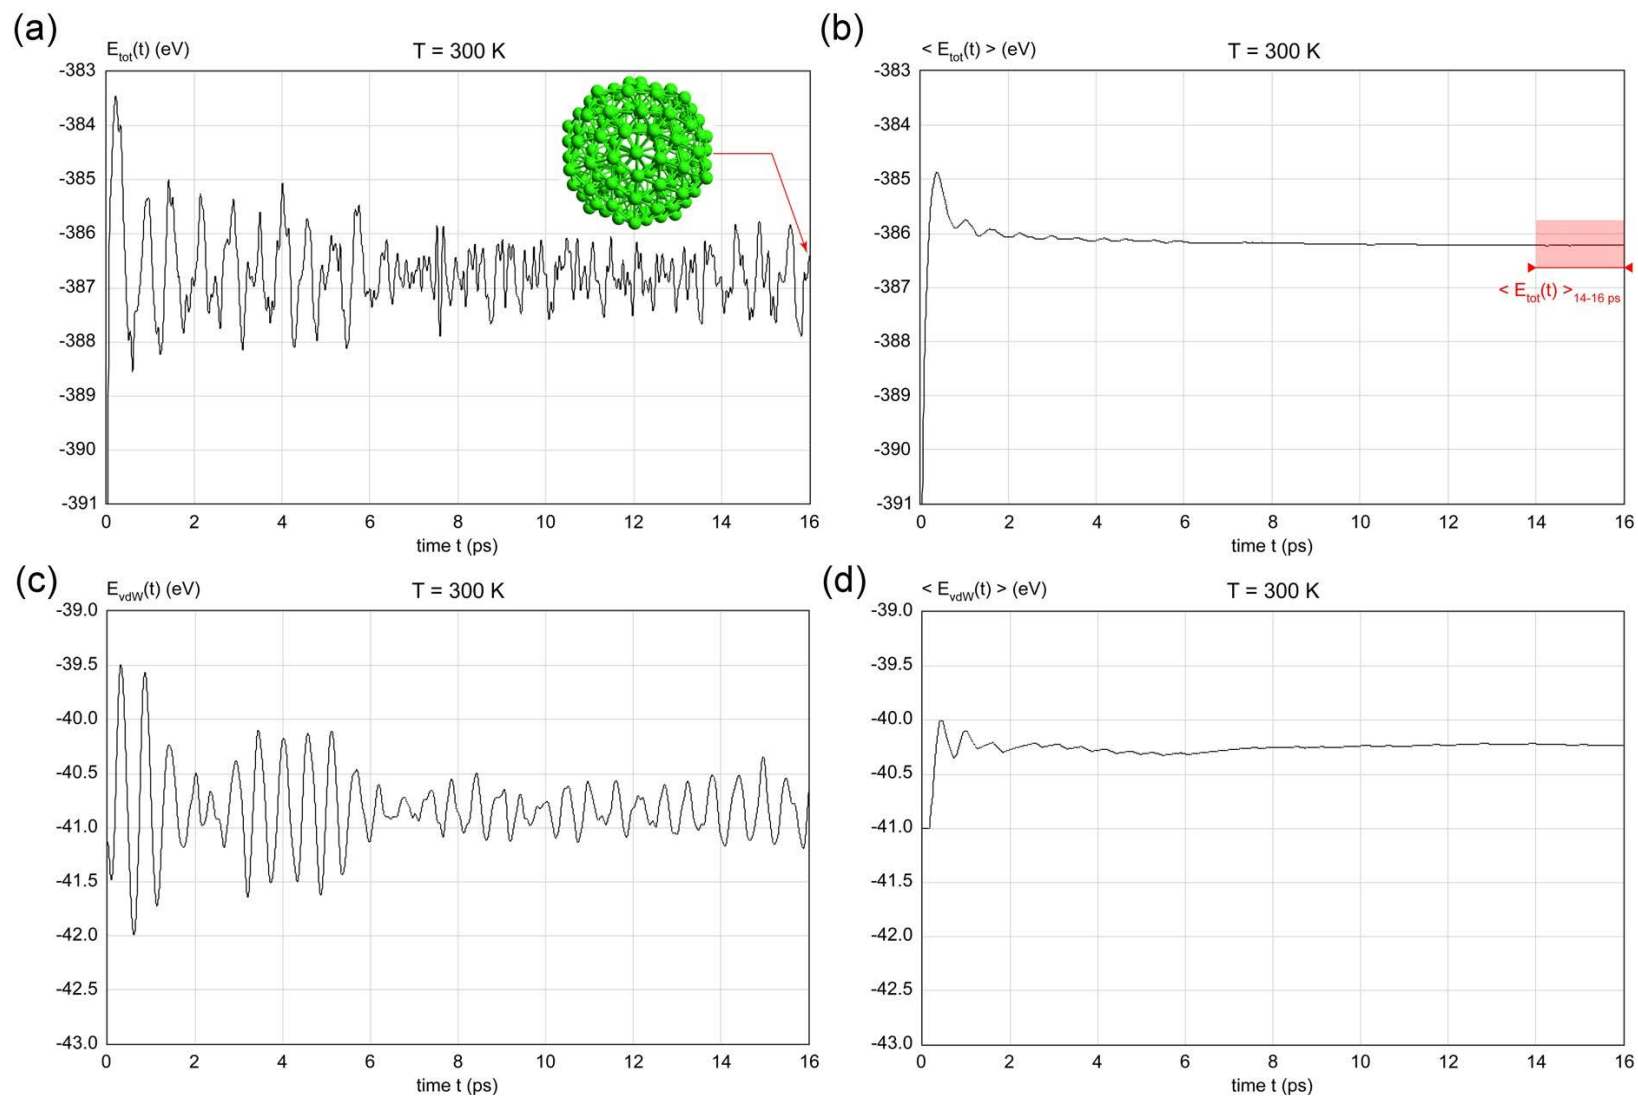 (a)
E_tot(t) (eV)
T = 300 K
-383
-384
-385
-386
-387
-388
-389
-390
-391
0 2 4 6 8 10 12 14 16
time t (ps)
(b)
< E_tot(t) > (eV)
T = 300 K
-383
-384
-385
-386
-387
-388
-389
-390
-391
< E_tot(t) >_14-16 ps
0 2 4 6 8 10 12 14 16
time t (ps)
(c)
E_vdW(t) (eV)
T = 300 K
-39.0
-39.5
-40.0
-40.5
-41.0
-41.5
-42.0
-42.5
-43.0
0 2 4 6 8 10 12 14 16
time t (ps)
(d)
< E_vdW(t) > (eV)
T = 300 K
-39.0
-39.5
-40.0
-40.5
-41.0
-41.5
-42.0
-42.5
-43.0
0 2 4 6 8 10 12 14 16
time t (ps)